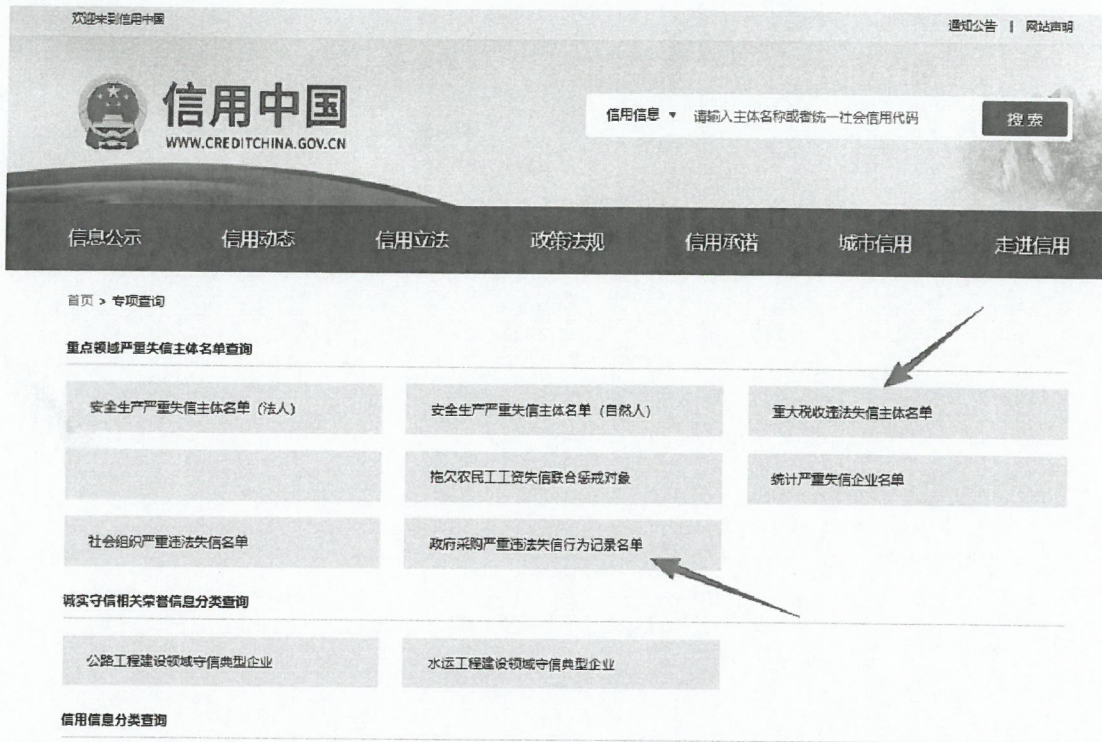 欢迎来到信用中国
通知公告 | 网站声明
信用中国
WWW.CREDITCHINA.GOV.CN
信用信息 ▼ 请输入主体名称或者统一社会信用代码 搜索
信息公示 信用动态 信用立法 政策法规 信用承诺 城市信用 走进信用
首页 > 专项查询
重点领域严重失信主体名单查询
安全生产严重失信主体名单（法人） 安全生产严重失信主体名单（自然人） 重大税收违法失信主体名单
拖欠农民工工资失信联合惩戒对象 统计严重失信企业名单
社会组织严重违法失信名单 政府采购严重违法失信行为记录名单
诚实守信相关荣誉信息分类查询
公路工程建设领域守信典型企业 水运工程建设领域守信典型企业
信用信息分类查询